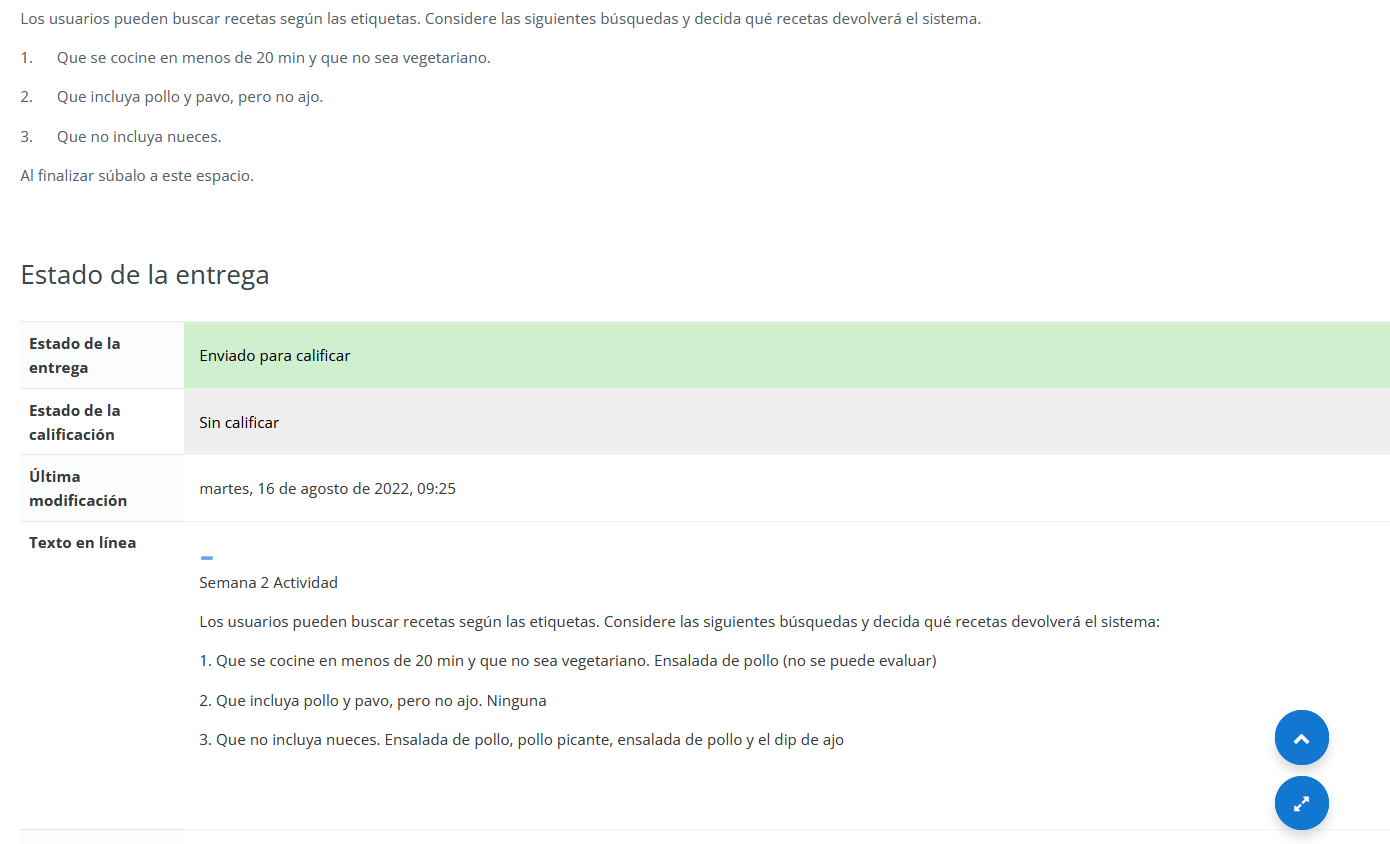 Los usuarios pueden buscar recetas según las etiquetas. Considere las siguientes búsquedas y decida qué recetas devolverá el sistema.
1. Que se cocine en menos de 20 min y que no sea vegetariano.
2. Que incluya pollo y pavo, pero no ajo.
3. Que no incluya nueces.
Al finalizar súbalo a este espacio.
Estado de la entrega
Estado de la
entrega
Enviado para calificar
Estado de la
calificación
Sin calificar
Última
modificación
martes, 16 de agosto de 2022, 09:25
Texto en línea
Semana 2 Actividad
Los usuarios pueden buscar recetas según las etiquetas. Considere las siguientes búsquedas y decida qué recetas devolverá el sistema:
1. Que se cocine en menos de 20 min y que no sea vegetariano. Ensalada de pollo (no se puede evaluar)
2. Que incluya pollo y pavo, pero no ajo. Ninguna
3. Que no incluya nueces. Ensalada de pollo, pollo picante, ensalada de pollo y el dip de ajo